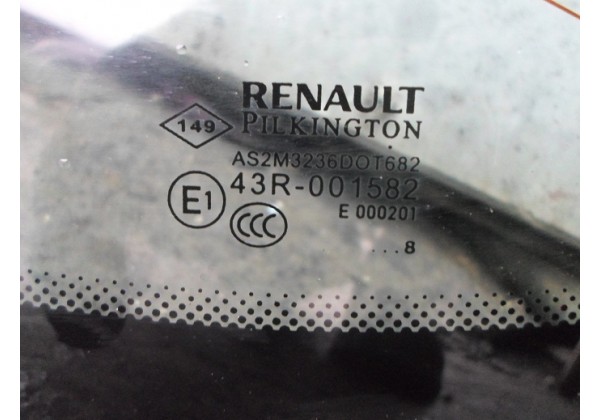 RENAULT
149 PILKINGTON
AS2M3236DOT682
E1 43R-001582
CCC E 000201
...8